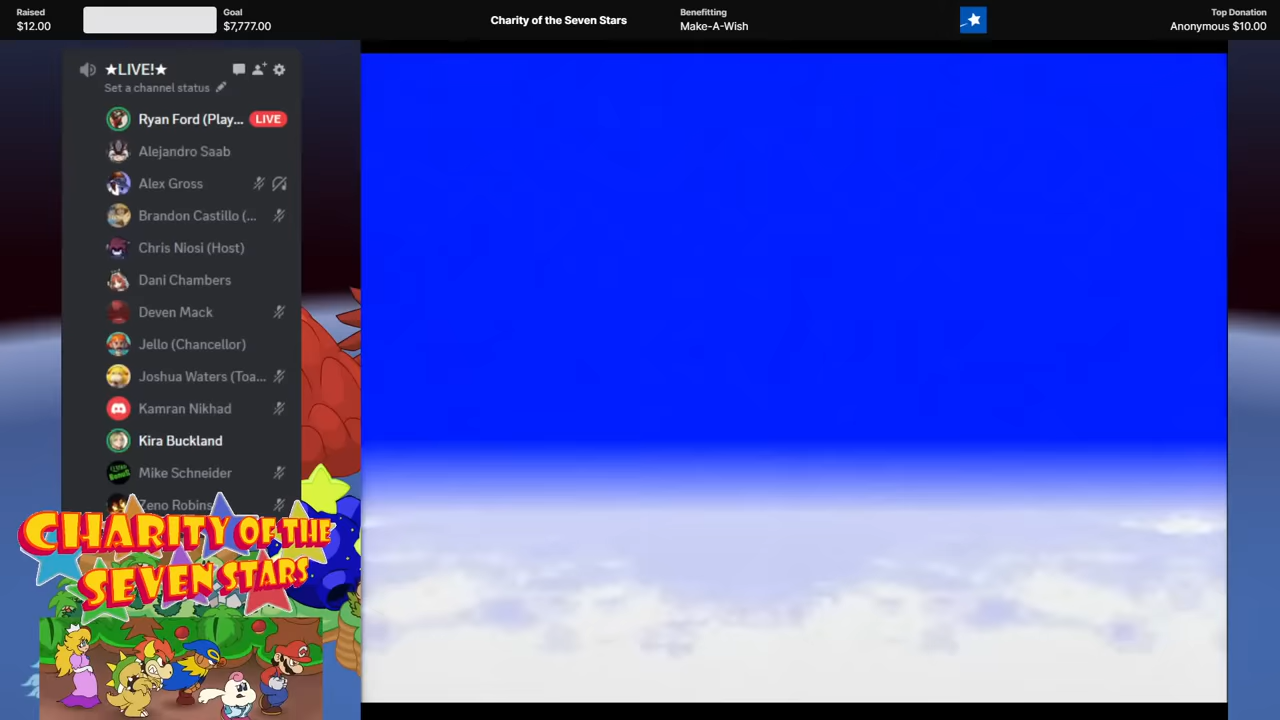 Raised
$12.00
Goal
$7,777.00
Charity of the Seven Stars
Benefitting
Make-A-Wish
Top Donation
Anonymous $10.00
★LIVE!★
Set a channel status
Ryan Ford (Play... LIVE
Alejandro Saab
Alex Gross
Brandon Castillo (...
Chris Niosi (Host)
Dani Chambers
Deven Mack
Jello (Chancellor)
Joshua Waters (Toa...
Kamran Nikhad
Kira Buckland
Mike Schneider
Zeno Robins
CHARITY OF THE
SEVEN STARS